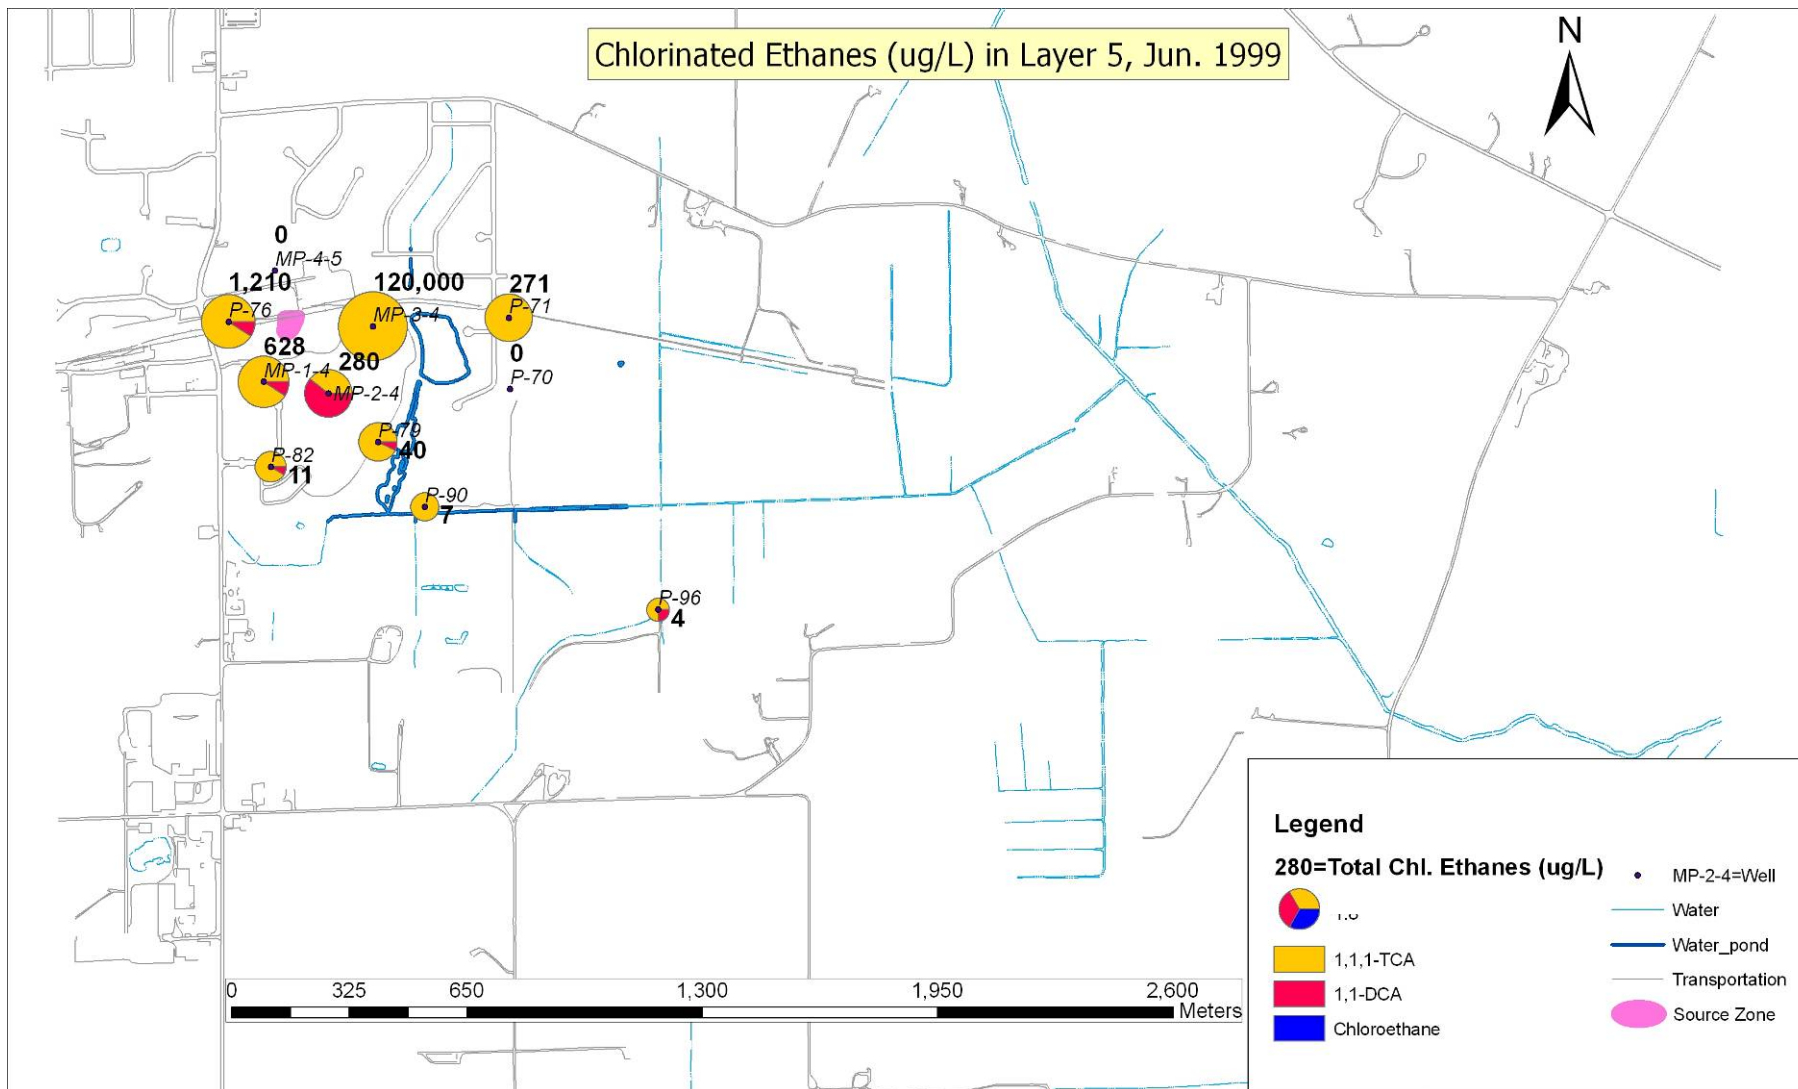 Chlorinated Ethanes (ug/L) in Layer 5, Jun. 1999
N
0
MP-4-5
1,210
P-76
120,000
MP-3-4
271
P-71
628
MP-1-4
280
MP-2-4
0
P-70
P-79
40
P-82
11
P-90
7
P-96
4
Legend
280=Total Chl. Ethanes (ug/L)
1,1,1-TCA
1,1-DCA
Chloroethane
MP-2-4=Well
Water
Water_pond
Transportation
Source Zone
0 325 650 1,300 1,950 2,600
Meters